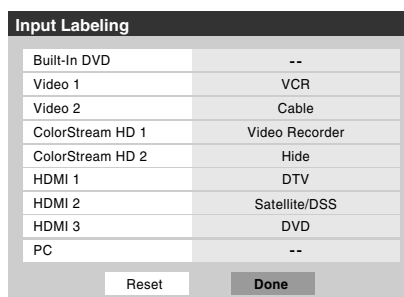 Input Labeling
Built-In DVD --
Video 1 VCR
Video 2 Cable
ColorStream HD 1 Video Recorder
ColorStream HD 2 Hide
HDMI 1 DTV
HDMI 2 Satellite/DSS
HDMI 3 DVD
PC --
Reset Done